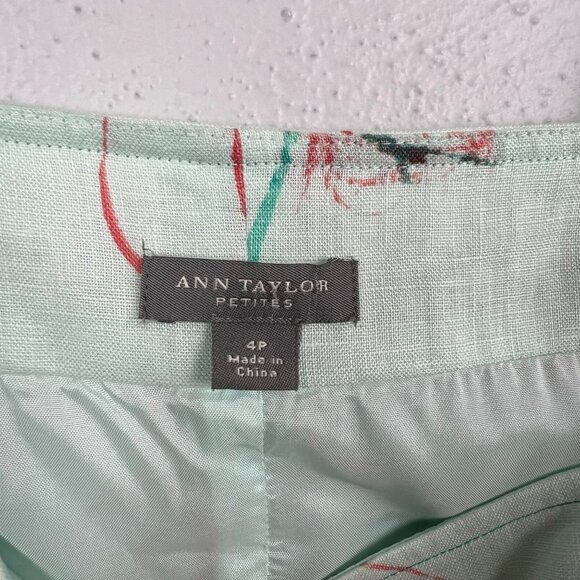 ANN TAYLOR
PETITES
4P
Made in
China